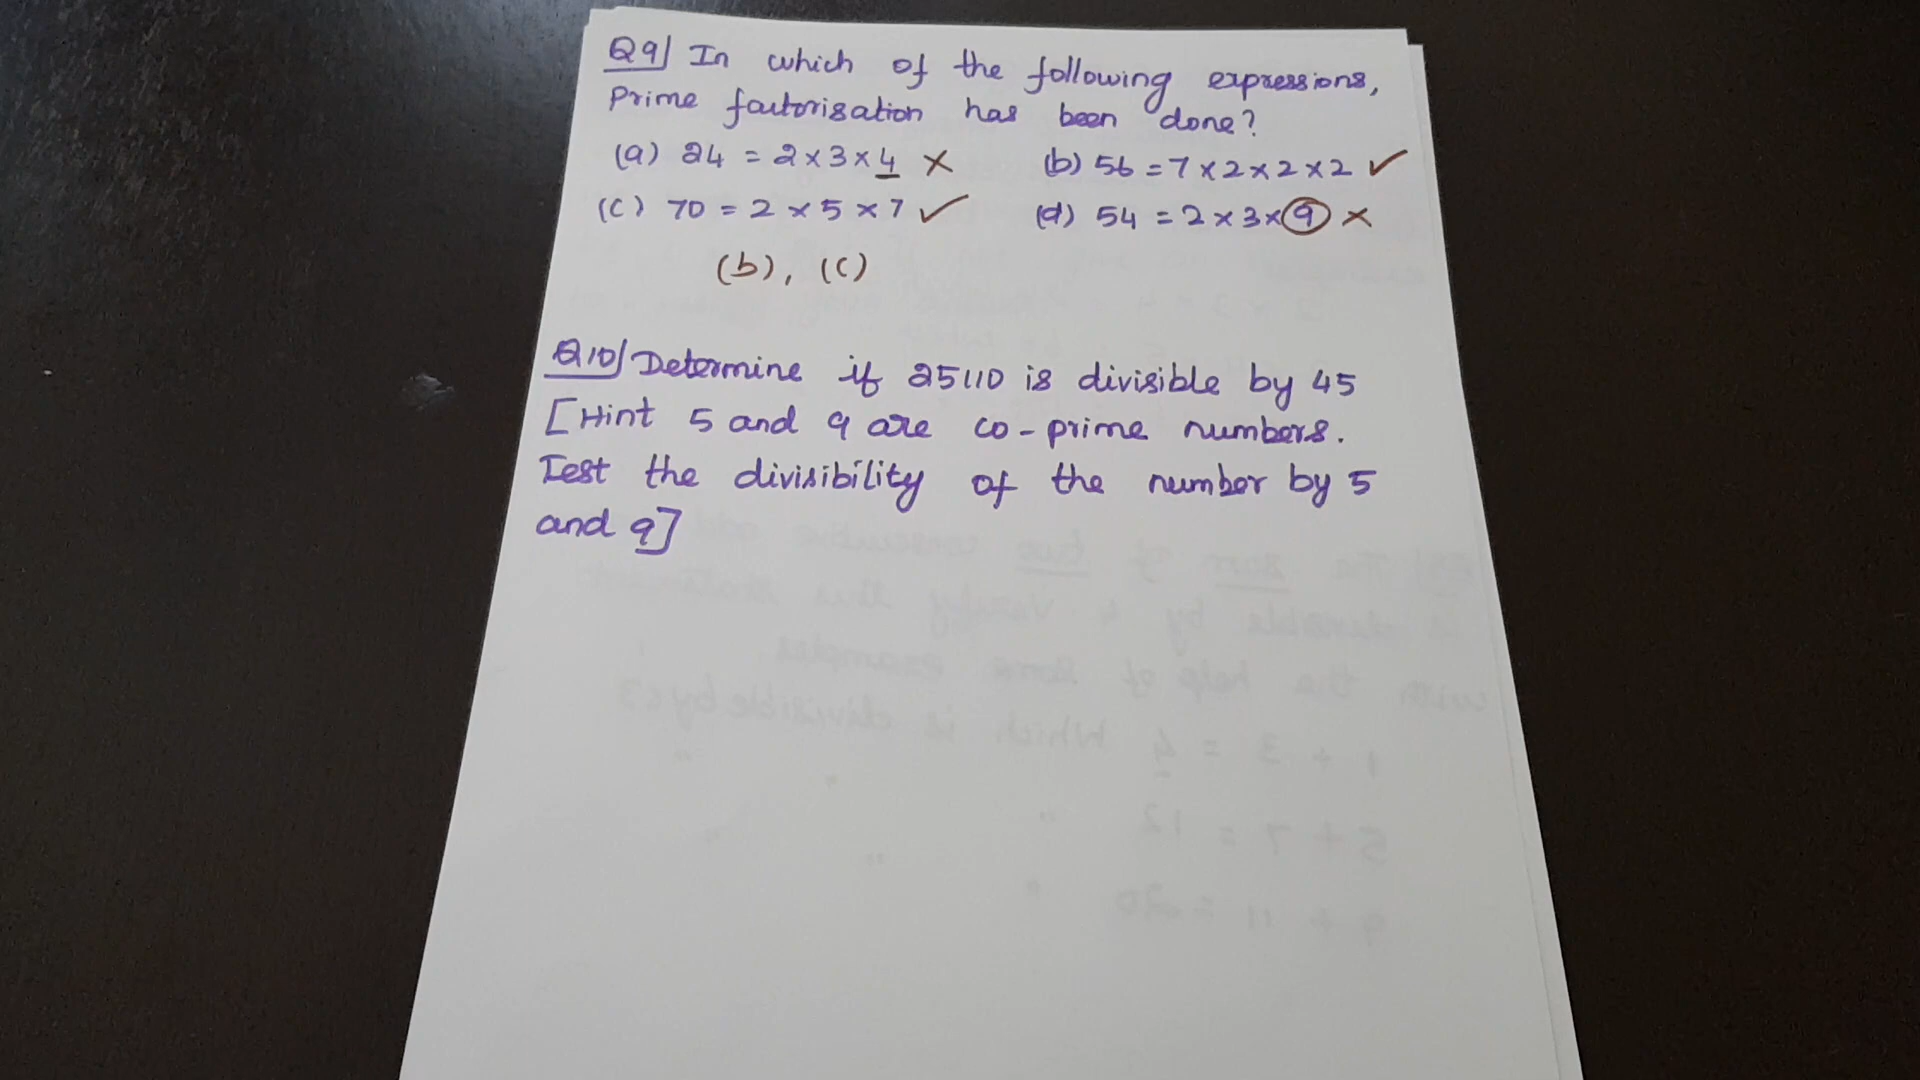 Q9/ In which of the following expressions,
Prime factorisation has been done?
(a) 24 = 2 x 3 x 4 ✗ (b) 56 = 7 x 2 x 2 x 2 ✓
(c) 70 = 2 x 5 x 7 ✓ (d) 54 = 2 x 3 x 9 ✗
(b), (c)
Q10/ Determine if 25110 is divisible by 45
[Hint 5 and 9 are co-prime numbers.
Test the divisibility of the number by 5
and 9]